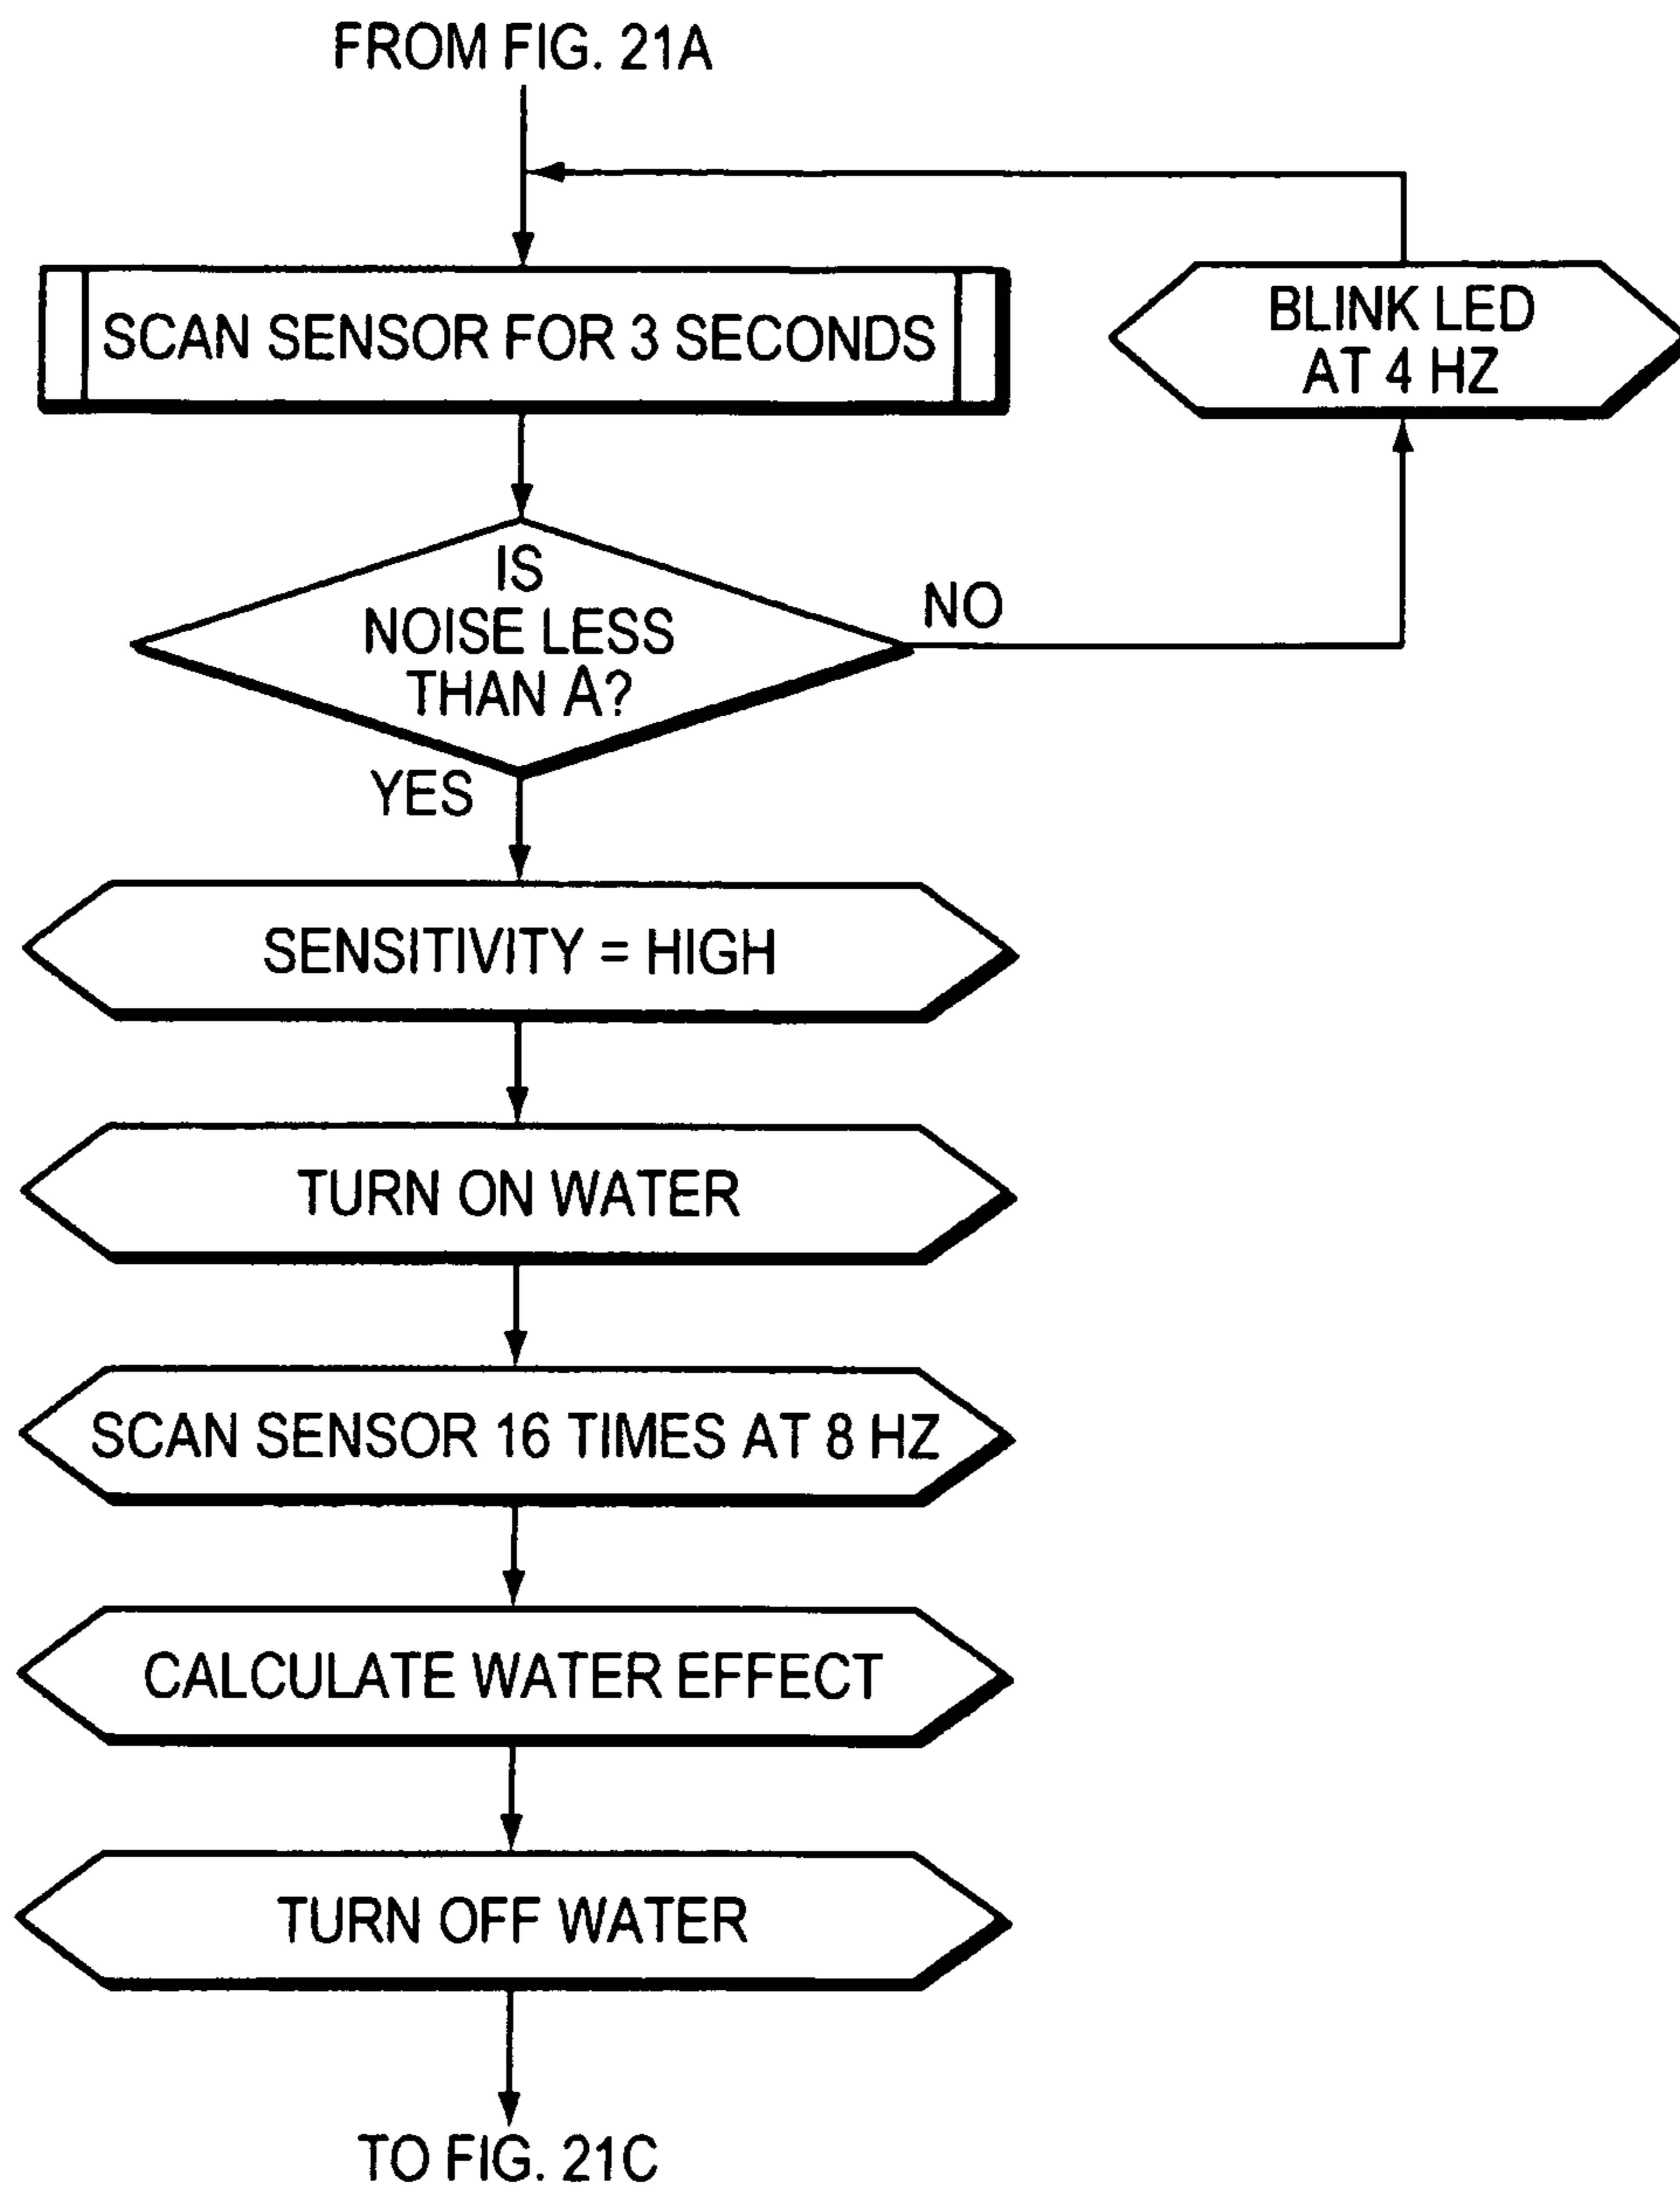 FROM FIG. 21A
SCAN SENSOR FOR 3 SECONDS
BLINK LED
AT 4 HZ
IS
NOISE LESS
THAN A?
NO
YES
SENSITIVITY = HIGH
TURN ON WATER
SCAN SENSOR 16 TIMES AT 8 HZ
CALCULATE WATER EFFECT
TURN OFF WATER
TO FIG. 21C